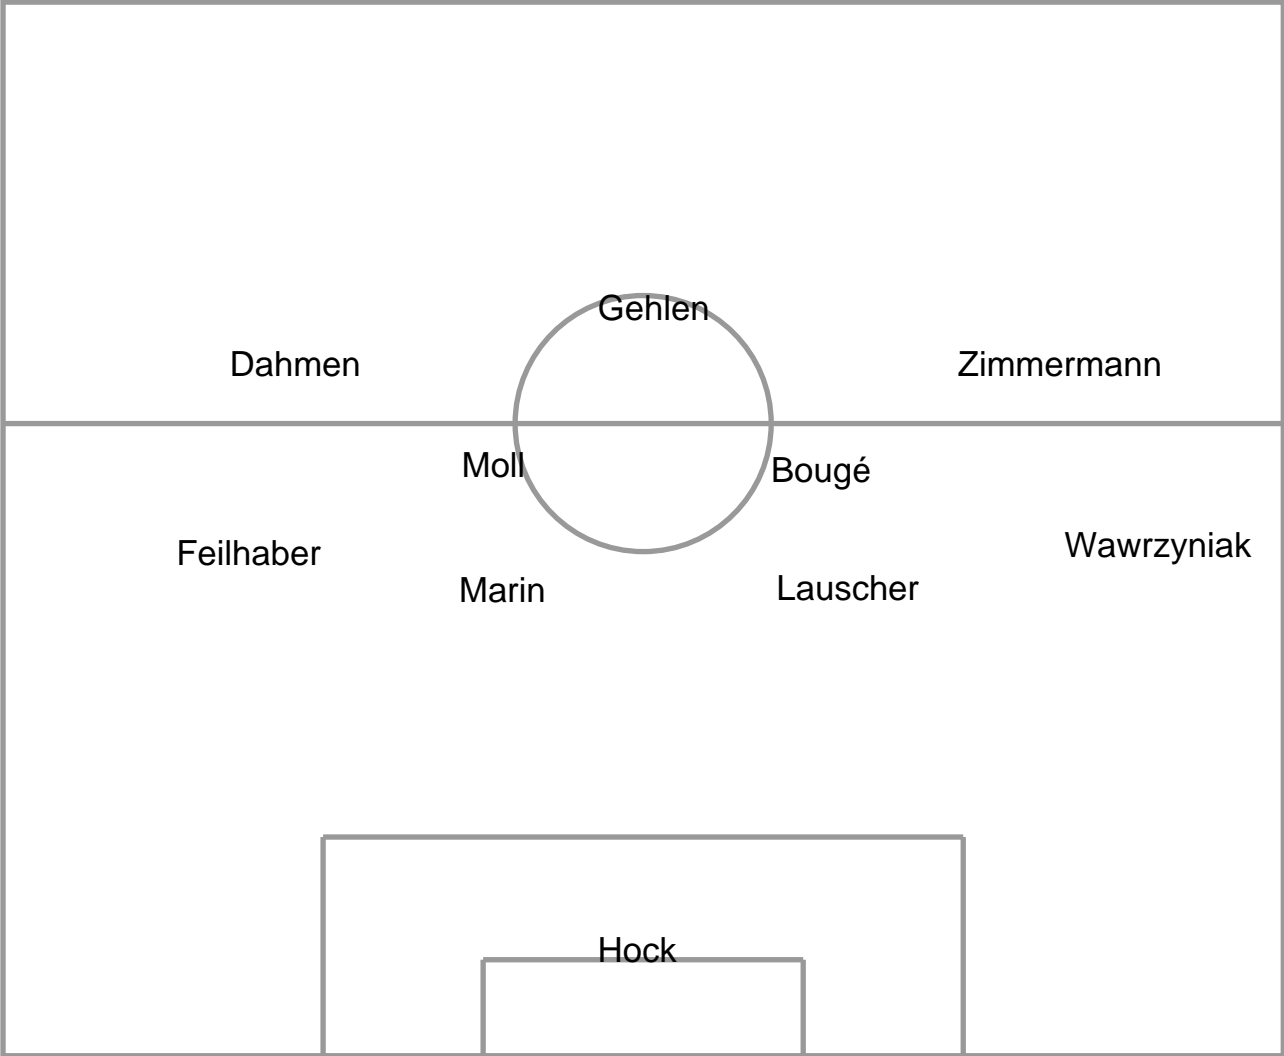 Gehlen
Dahmen
Zimmermann
Moll
Bougé
Feilhaber
Wawrzyniak
Marin
Lauscher
Hock